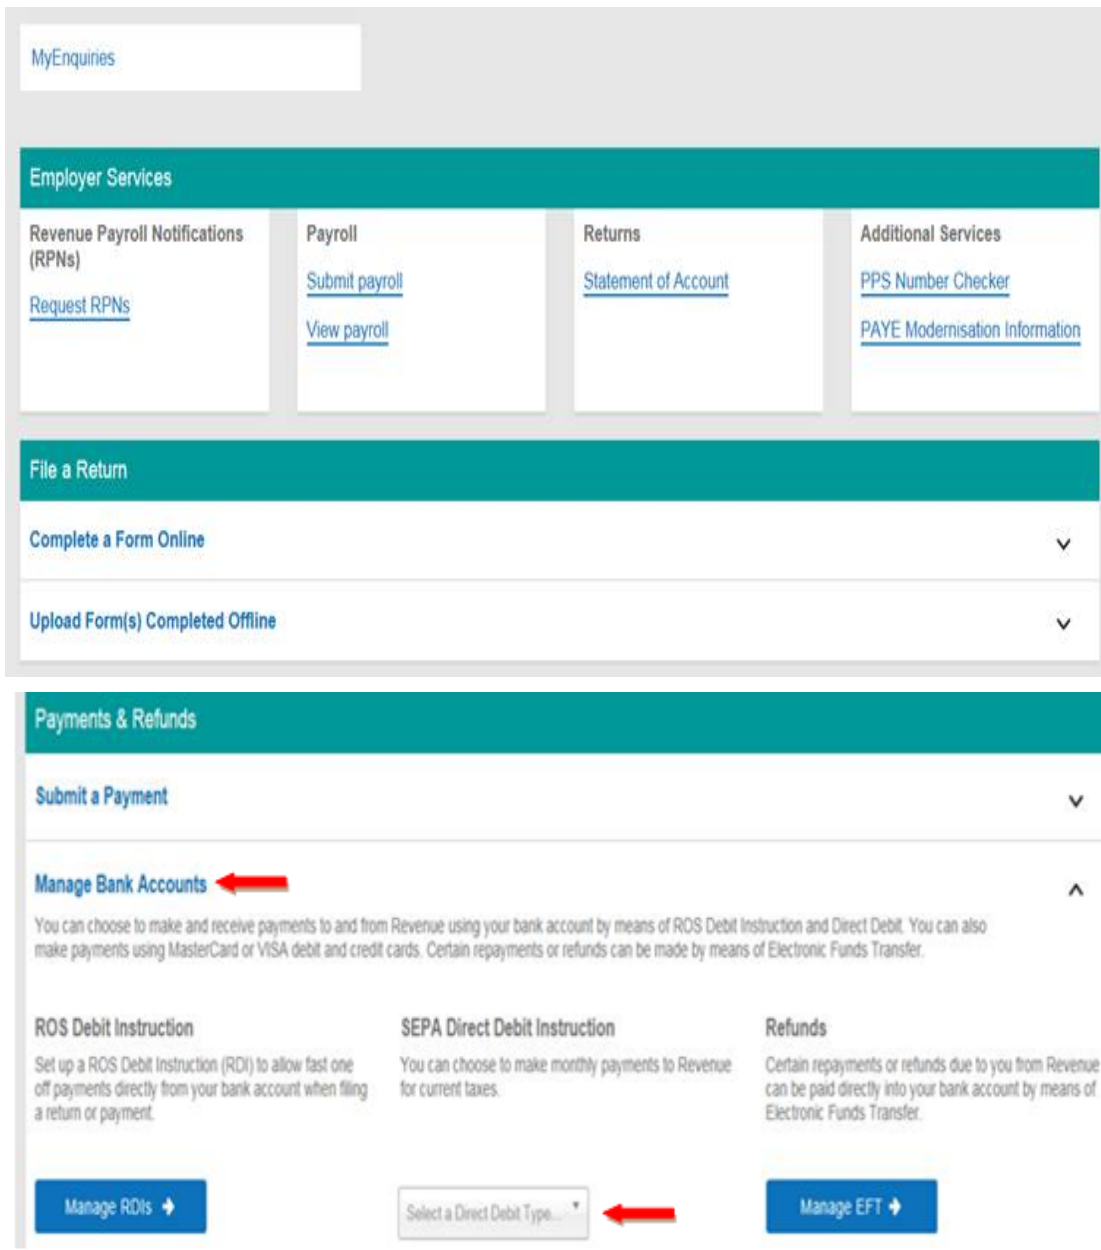 MyEnquiries
Employer Services
Revenue Payroll Notifications
(RPNs)
Request RPNs
Payroll
Submit payroll
View payroll
Returns
Statement of Account
Additional Services
PPS Number Checker
PAYE Modernisation Information
File a Return
Complete a Form Online
Upload Form(s) Completed Offline
Payments & Refunds
Submit a Payment
Manage Bank Accounts
You can choose to make and receive payments to and from Revenue using your bank account by means of ROS Debit Instruction and Direct Debit. You can also
make payments using MasterCard or VISA debit and credit cards. Certain repayments or refunds can be made by means of Electronic Funds Transfer.
ROS Debit Instruction
Set up a ROS Debit Instruction (RDI) to allow fast one
off payments directly from your bank account when filing
a return or payment.
Manage RDIs
SEPA Direct Debit Instruction
You can choose to make monthly payments to Revenue
for current taxes.
Select a Direct Debit Type...
Refunds
Certain repayments or refunds due to you from Revenue
can be paid directly into your bank account by means of
Electronic Funds Transfer.
Manage EFT